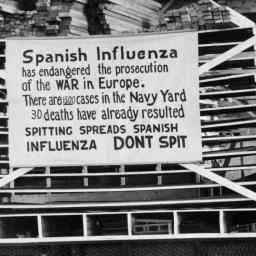 Spanish Influenza
has endangered the prosecution
of the WAR in Europe.
There are 1500 cases in the Navy Yard
30 deaths have already resulted
SPITTING SPREADS SPANISH
INFLUENZA DONT SPIT